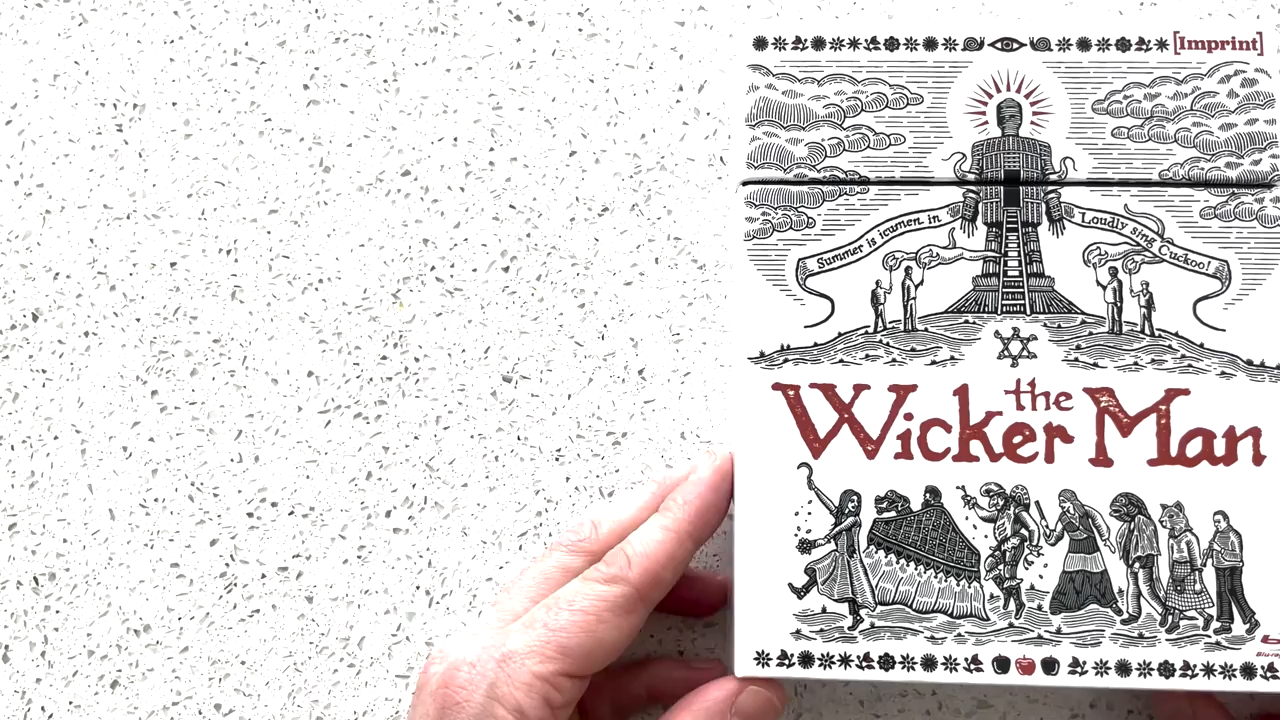 [Imprint]
Summer is icumen in
Loudly sing Cuckoo!
the
Wicker Man